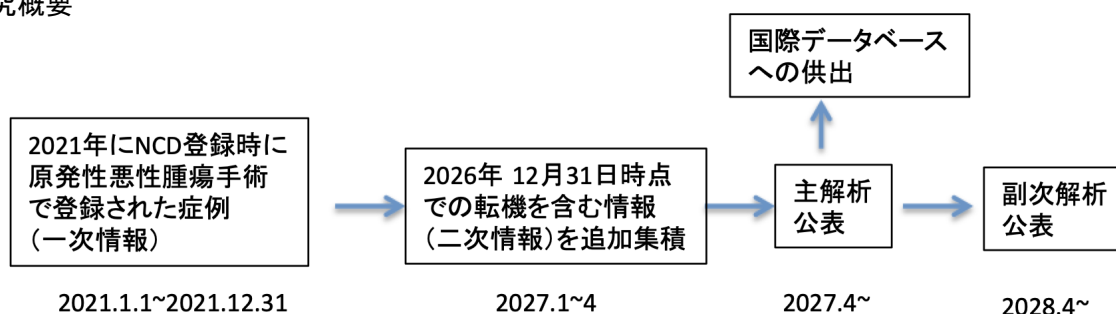 究概要
国際データベース
への供出
2021年にNCD登録時に
原発性悪性腫瘍手術
で登録された症例
（一次情報）
2026年 12月31日時点
での転機を含む情報
（二次情報）を追加集積
主解析
公表
副次解析
公表
2021.1.1~2021.12.31
2027.1~4
2027.4~
2028.4~